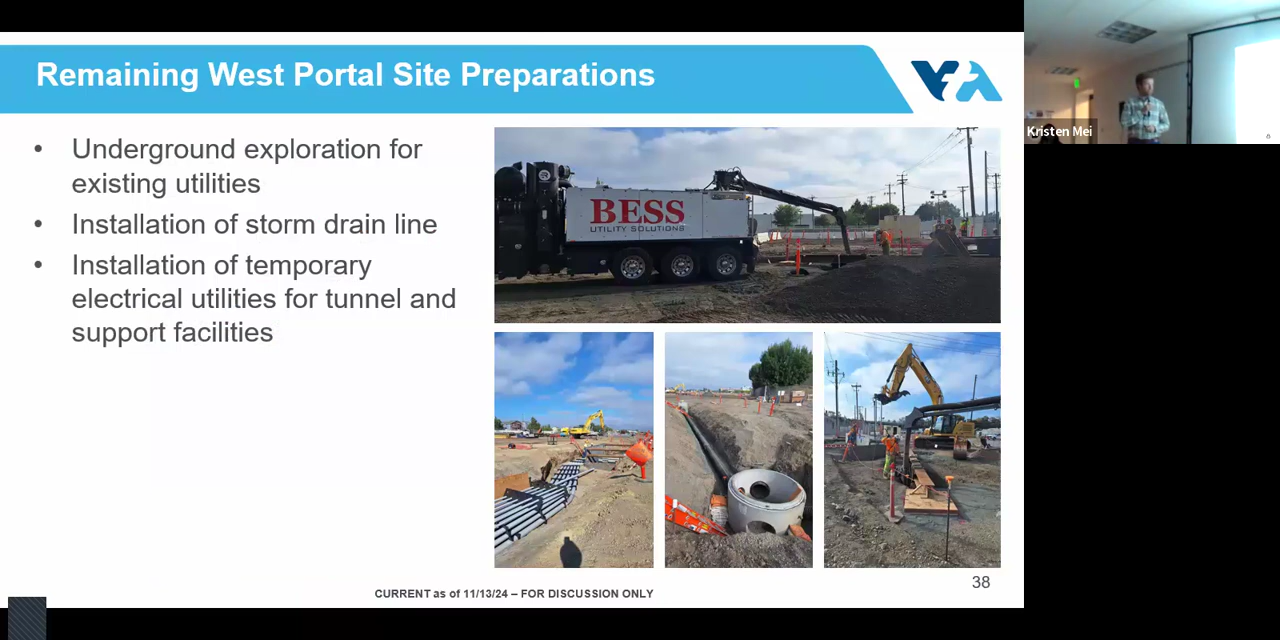 Remaining West Portal Site Preparations
VTA
• Underground exploration for
existing utilities
• Installation of storm drain line
• Installation of temporary
electrical utilities for tunnel and
support facilities
BESS
UTILITY SOLUTIONS
38
CURRENT as of 11/13/24 – FOR DISCUSSION ONLY
Kristen Mei